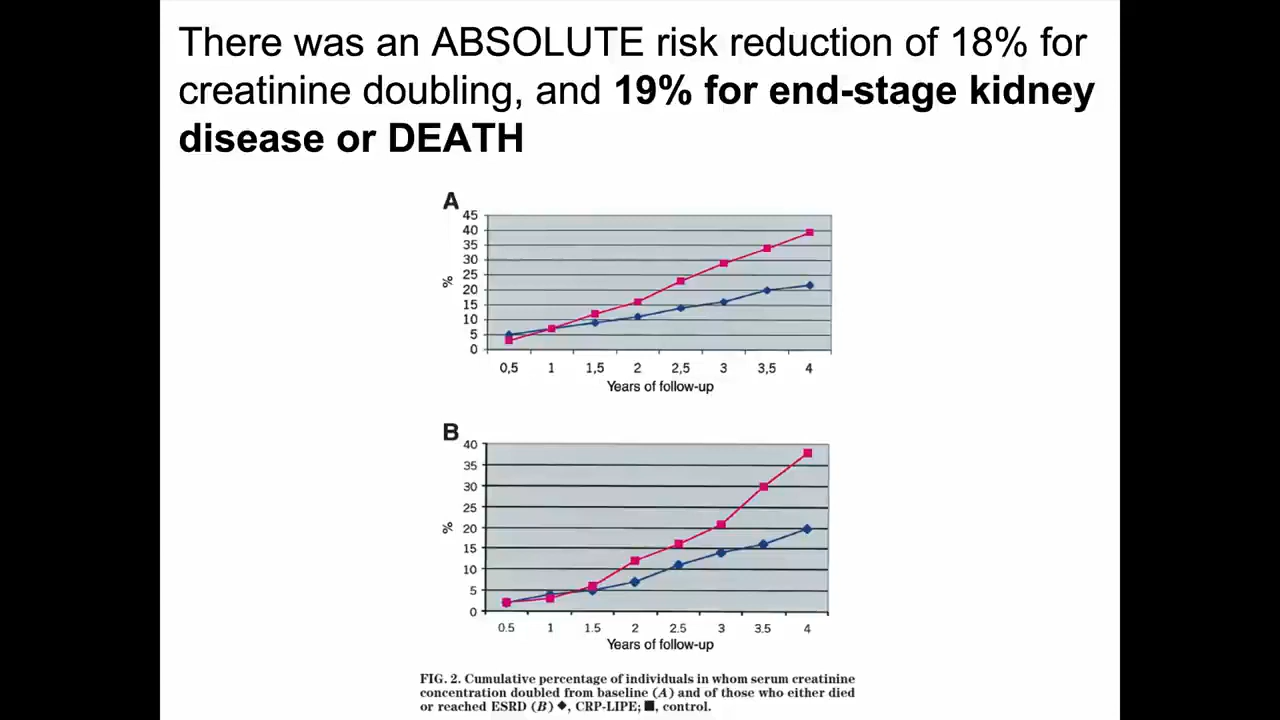 There was an ABSOLUTE risk reduction of 18% for
creatinine doubling, and 19% for end-stage kidney
disease or DEATH
A
45
40
35
30
25
20
15
10
5
0
%
0,5 1 1,5 2 2,5 3 3,5 4
Years of follow-up
B
40
35
30
25
20
15
10
5
0
%
0.5 1 1.5 2 2.5 3 3.5 4
Years of follow-up
FIG. 2. Cumulative percentage of individuals in whom serum creatinine
concentration doubled from baseline (A) and of those who either died
or reached ESRD (B) ◆, CRP-LIPE; ■, control.